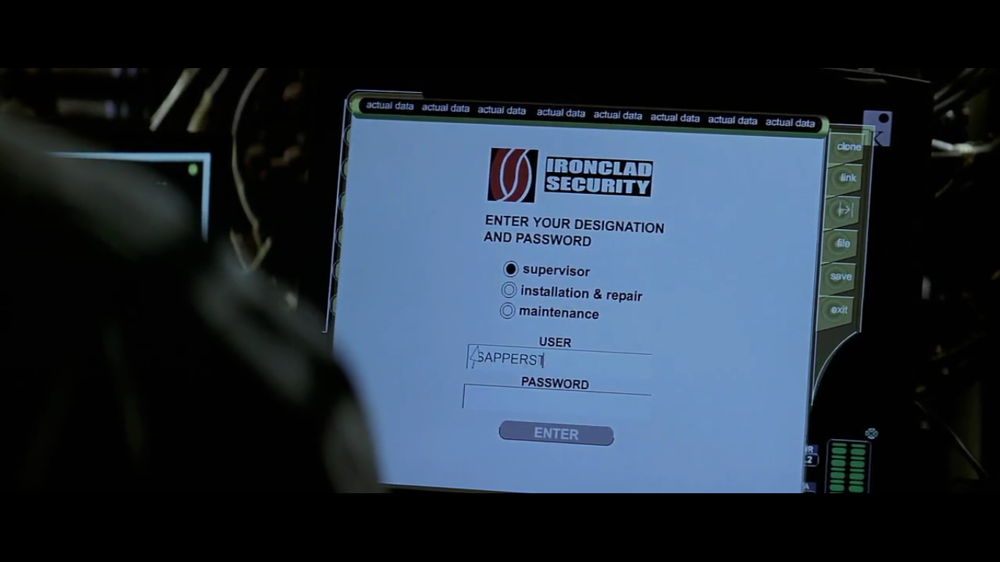 actual data actual data actual data actual data actual data actual data actual data actual data
K
clone
link
file
save
exit
IRONCLAD
SECURITY
ENTER YOUR DESIGNATION
AND PASSWORD
supervisor
installation & repair
maintenance
USER
SAPPERST
PASSWORD
ENTER